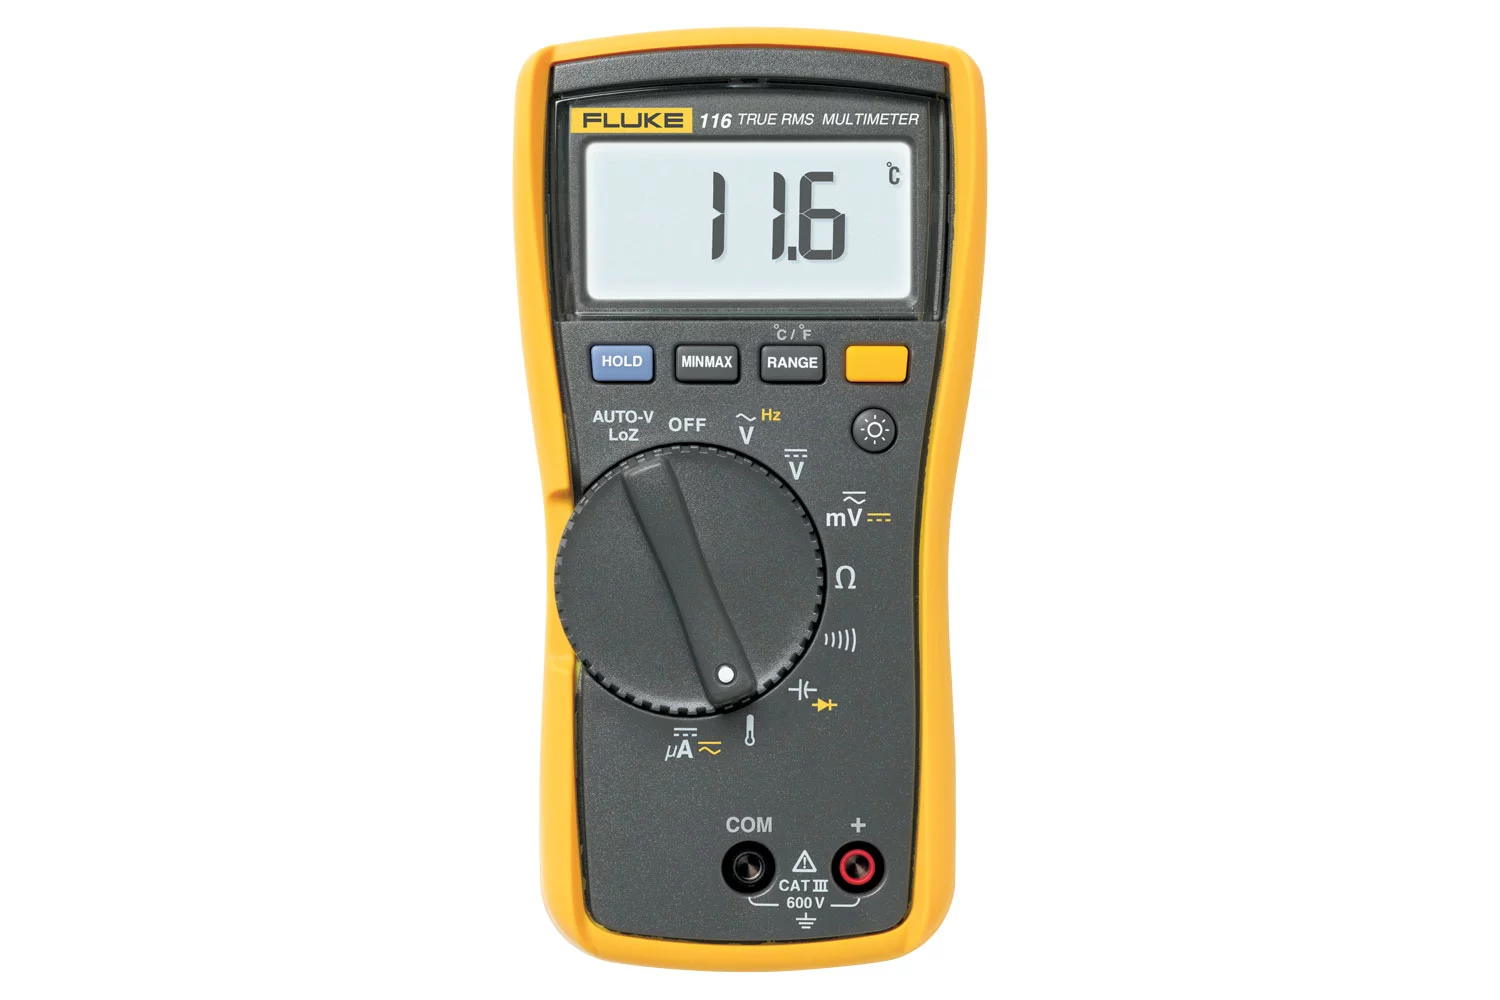 FLUKE 116 TRUE RMS MULTIMETER
°C
11.6
°C / °F
HOLD MINMAX RANGE
AUTO-V
LoZ
OFF
Hz
V
V
mV
Ω
µA
COM +
CAT III
600 V